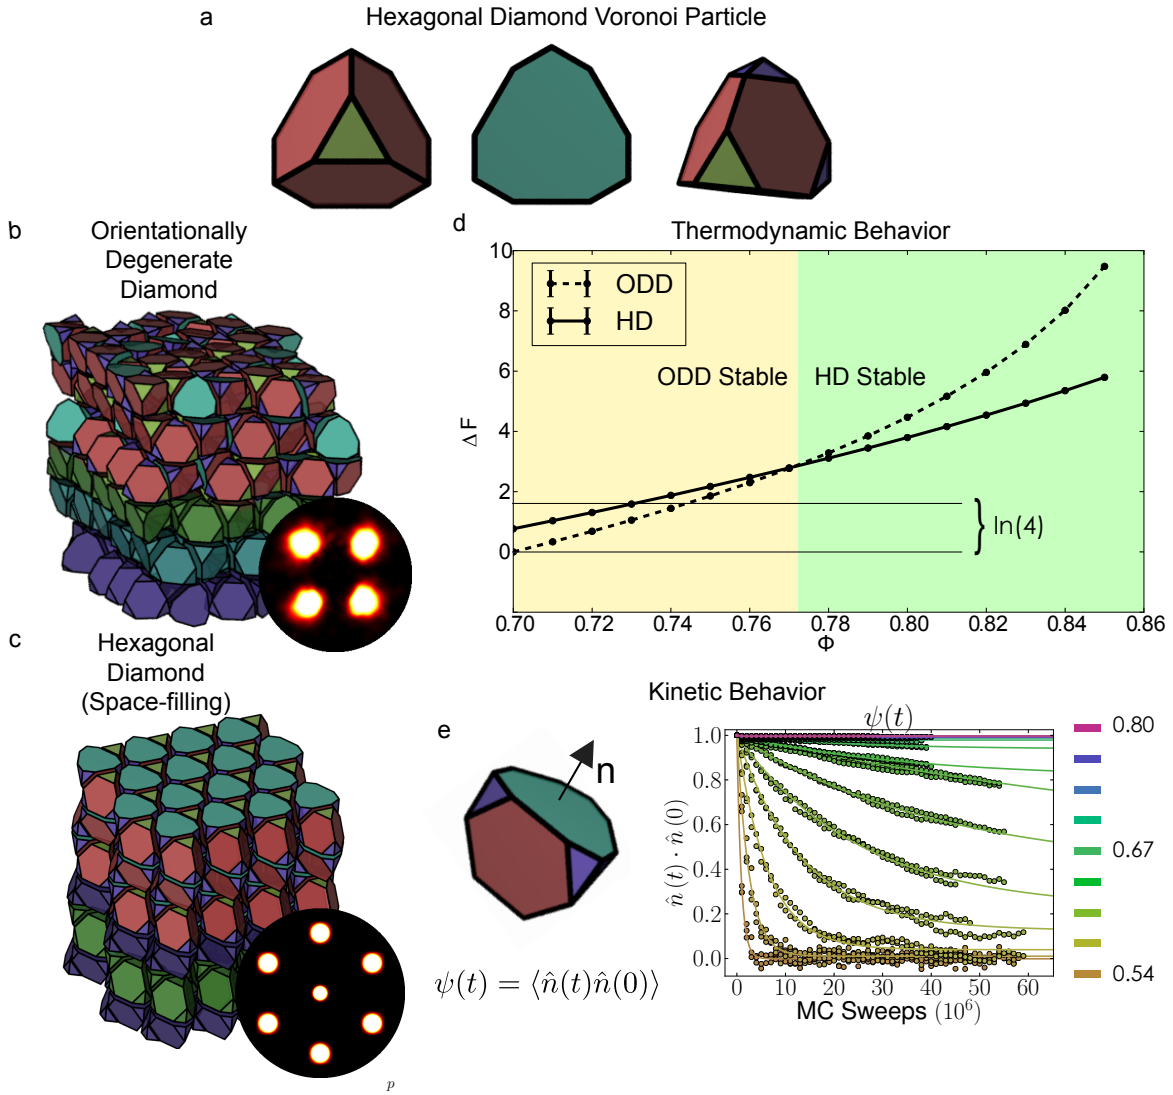 a
Hexagonal Diamond Voronoi Particle
b
Orientationally
Degenerate
Diamond
c
Hexagonal
Diamond
(Space-filling)
d
Thermodynamic Behavior
10
8
6
4
2
0
ΔF
ODD
HD
ODD Stable
HD Stable
} ln(4)
0.70 0.72 0.74 0.76 0.78 0.80 0.82 0.84 0.86
Φ
Kinetic Behavior
e
n
ψ(t) = ⟨n̂(t)n̂(0)⟩
ψ(t)
1.0
0.8
0.6
0.4
0.2
0.0
n̂(t) · n̂(0)
0 10 20 30 40 50 60
MC Sweeps (10⁶)
0.80
0.67
0.54
p